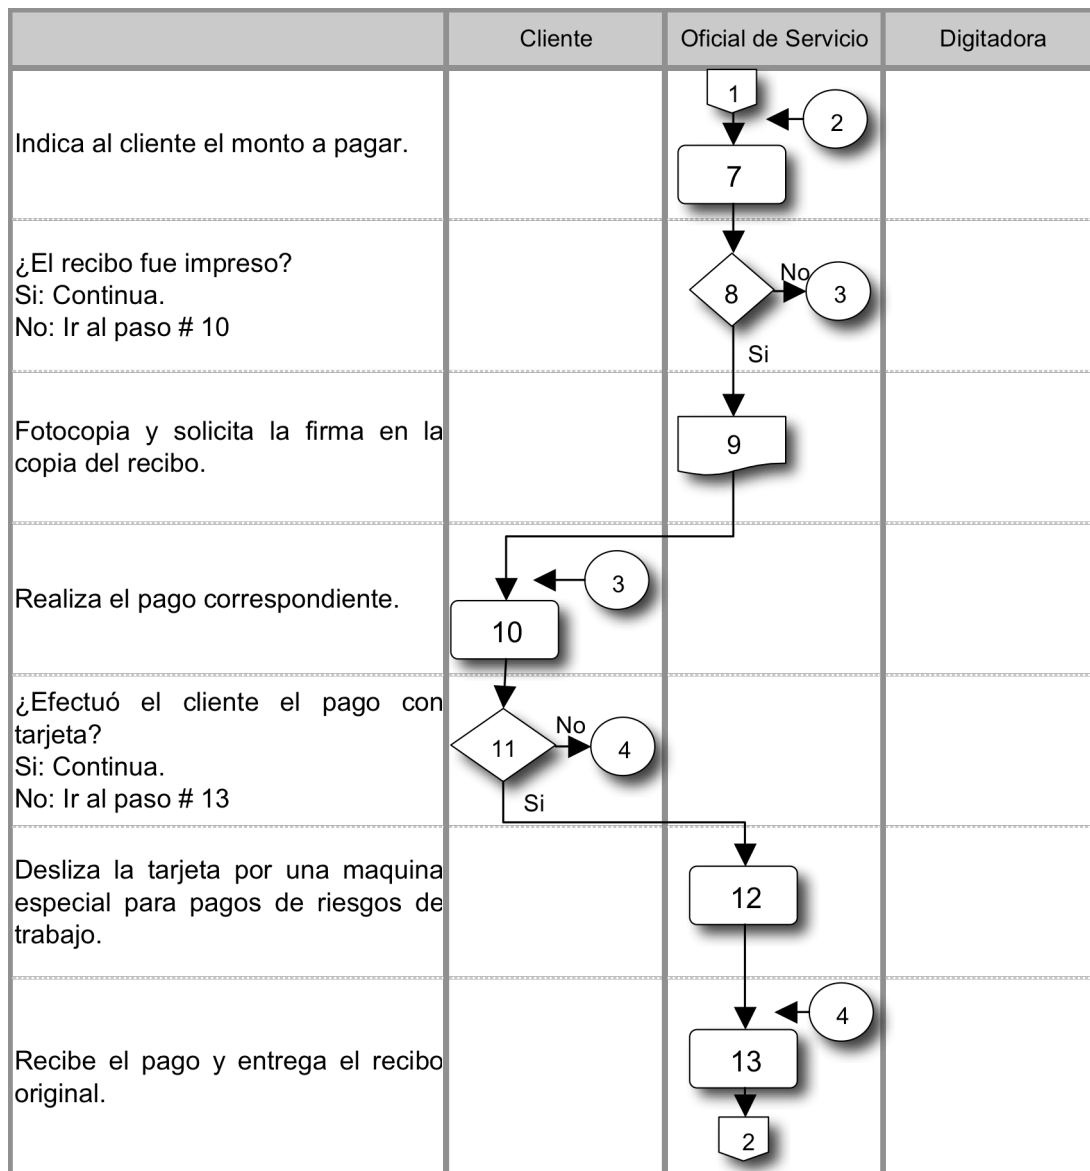 Cliente Oficial de Servicio Digitadora
1
2
Indica al cliente el monto a pagar.
7
¿El recibo fue impreso?
Si: Continua.
No: Ir al paso # 10
8
No
3
Si
Fotocopia y solicita la firma en la
copia del recibo.
9
Realiza el pago correspondiente.
3
10
¿Efectuó el cliente el pago con
tarjeta?
Si: Continua.
No: Ir al paso # 13
11
No
4
Si
Desliza la tarjeta por una maquina
especial para pagos de riesgos de
trabajo.
12
Recibe el pago y entrega el recibo
original.
4
13
2